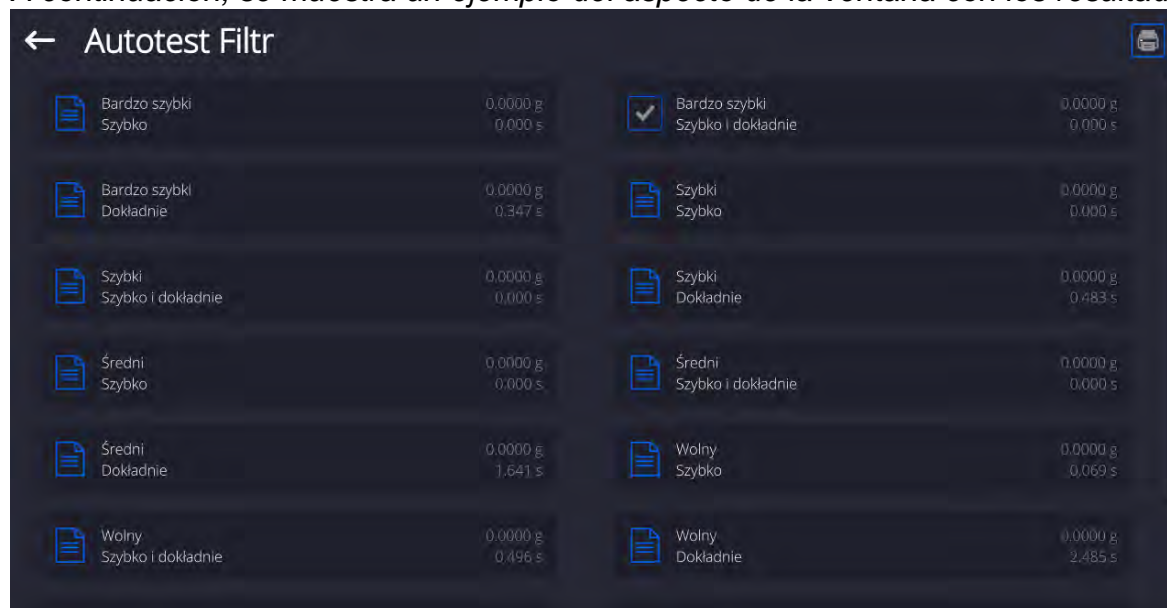 A continuación, se muestra un ejemplo del aspecto de la ventana con los resultad
Autotest Filtr
Bardzo szybki 0.0000 g
Szybko 0.000 s
Bardzo szybki 0.0000 g
Szybko i dokładnie 0.000 s
Bardzo szybki 0.0000 g
Dokładnie 0.347 s
Szybki 0.0000 g
Szybko 0.000 s
Szybki 0.0000 g
Szybko i dokładnie 0.000 s
Szybki 0.0000 g
Dokładnie 0.483 s
Średni 0.0000 g
Szybko 0.000 s
Średni 0.0000 g
Szybko i dokładnie 0.000 s
Średni 0.0000 g
Dokładnie 1.641 s
Wolny 0.0000 g
Szybko 0.069 s
Wolny 0.0000 g
Szybko i dokładnie 0.496 s
Wolny 0.0000 g
Dokładnie 2.485 s